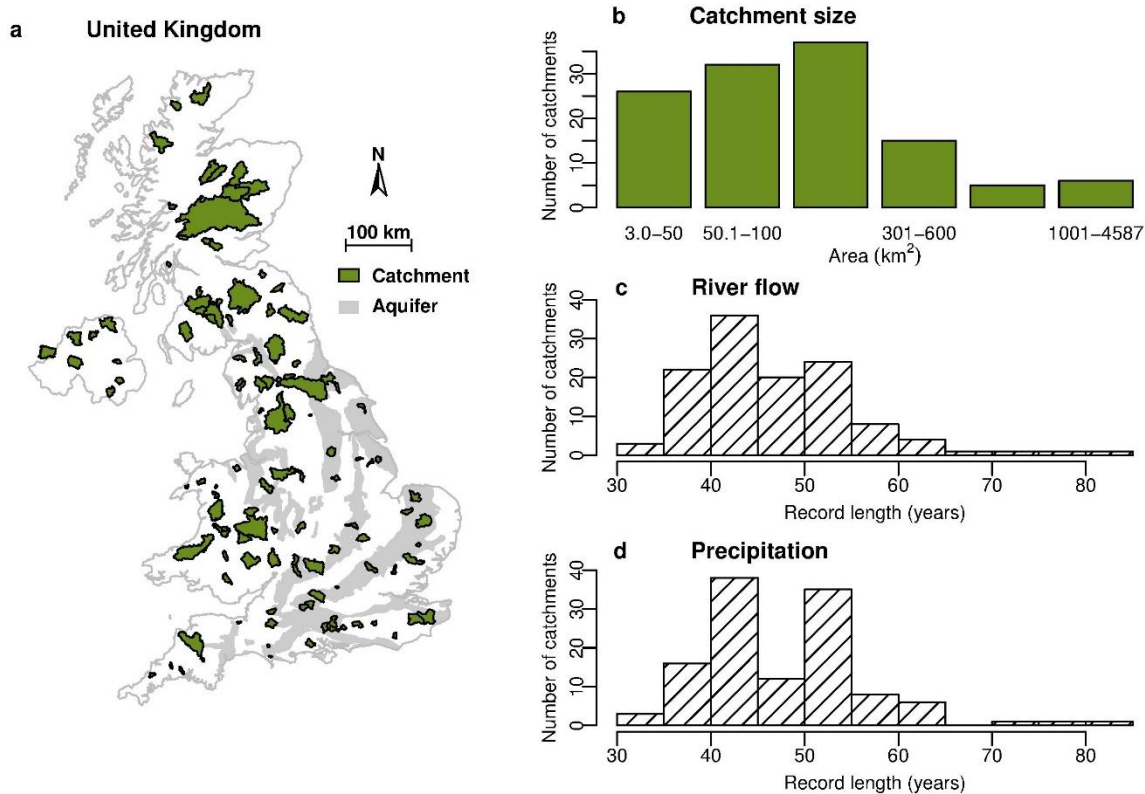 a United Kingdom
N
100 km
Catchment
Aquifer
b Catchment size
Number of catchments
0 10 30
3.0−50 50.1−100 301−600 1001−4587
Area (km²)
c River flow
Number of catchments
0 10 20 30 40
30 40 50 60 70 80
Record length (years)
d Precipitation
Number of catchments
0 10 20 30 40
30 40 50 60 70 80
Record length (years)